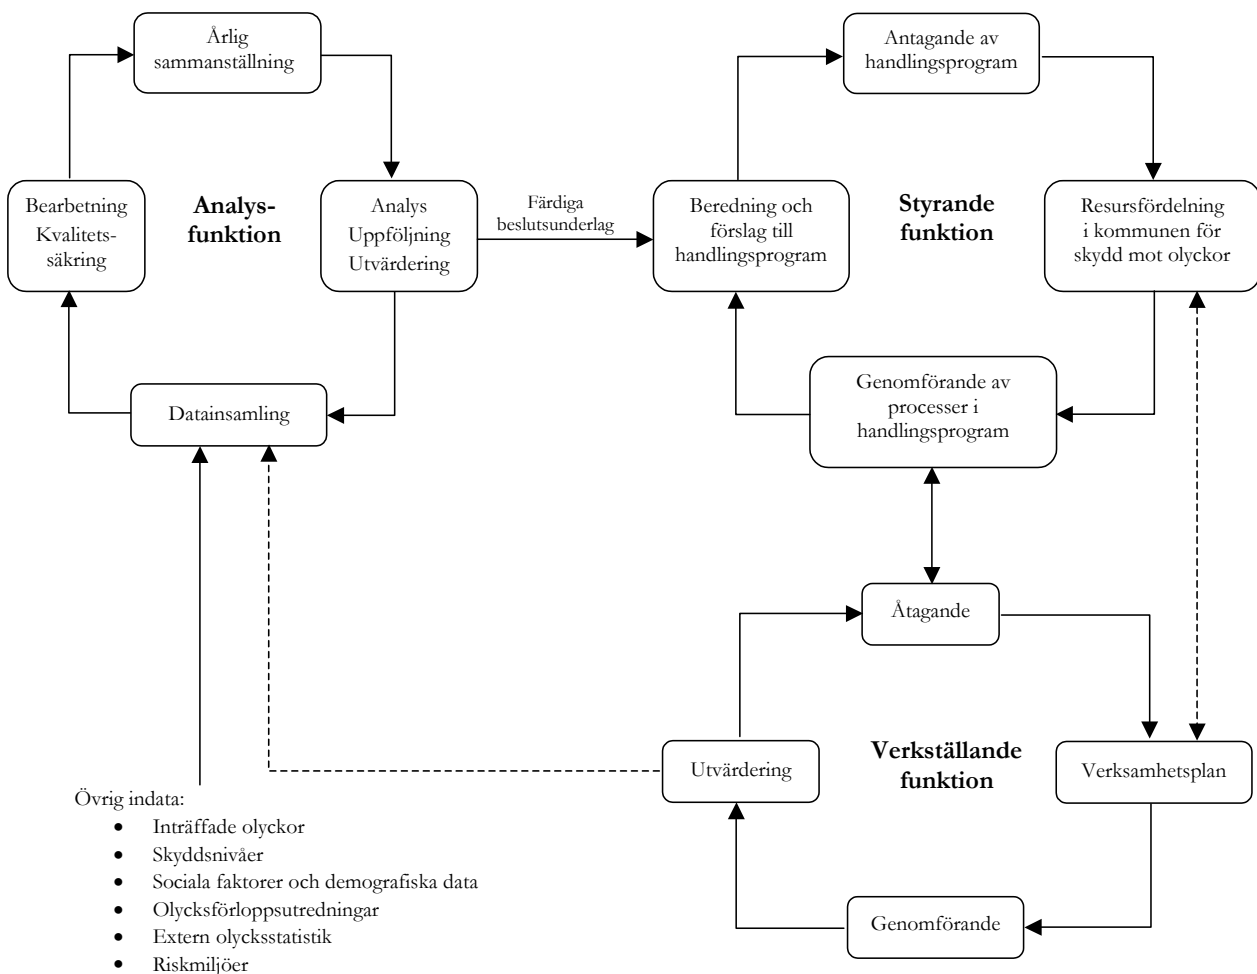 Årlig
sammanställning
Bearbetning
Kvalitets-
säkring
Analys-
funktion
Analys
Uppföljning
Utvärdering
Datainsamling
Färdiga
beslutsunderlag
Antagande av
handlingsprogram
Beredning och
förslag till
handlingsprogram
Styrande
funktion
Resursfördelning
i kommunen för
skydd mot olyckor
Genomförande av
processer i
handlingsprogram
Åtagande
Utvärdering
Verkställande
funktion
Verksamhetsplan
Genomförande
Övrig indata:
• Inträffade olyckor
• Skyddsnivåer
• Sociala faktorer och demografiska data
• Olycksförloppsutredningar
• Extern olycksstatistik
• Riskmiljöer